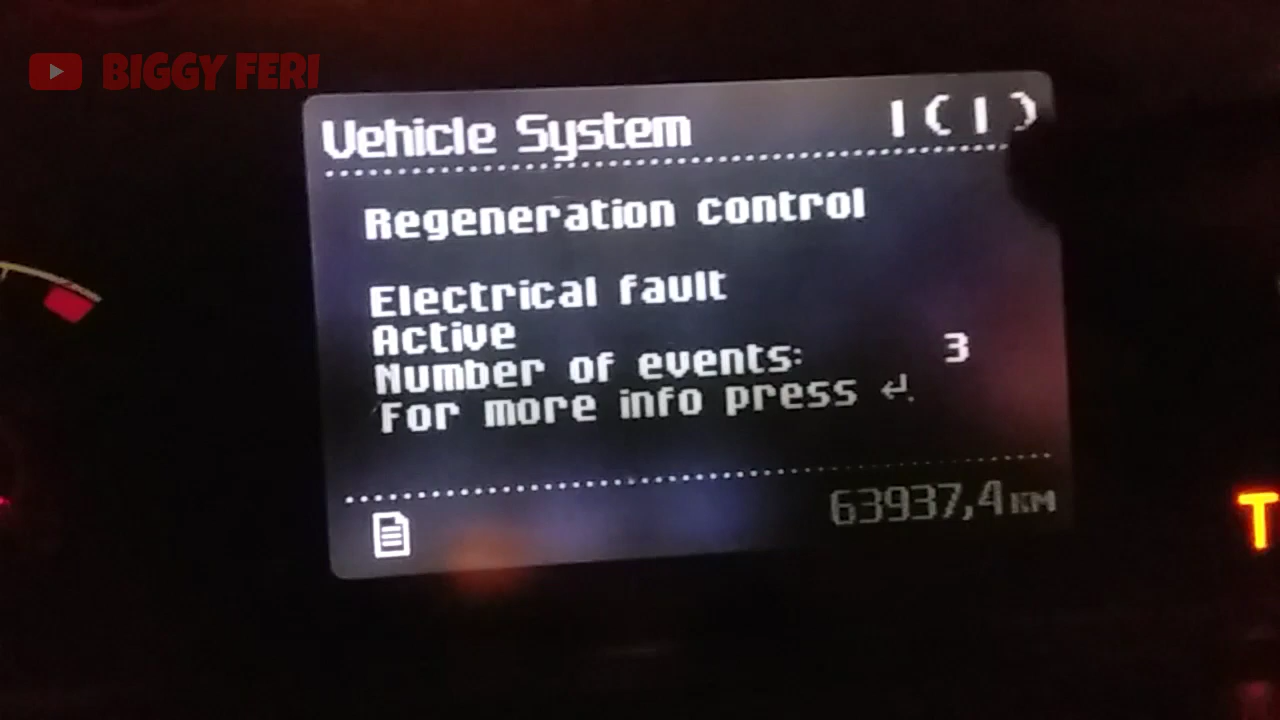 BIGGY FERI
Vehicle System 1(1)
Regeneration control
Electrical fault
Active
Number of events: 3
For more info press ↵.
63937,4 KM
T